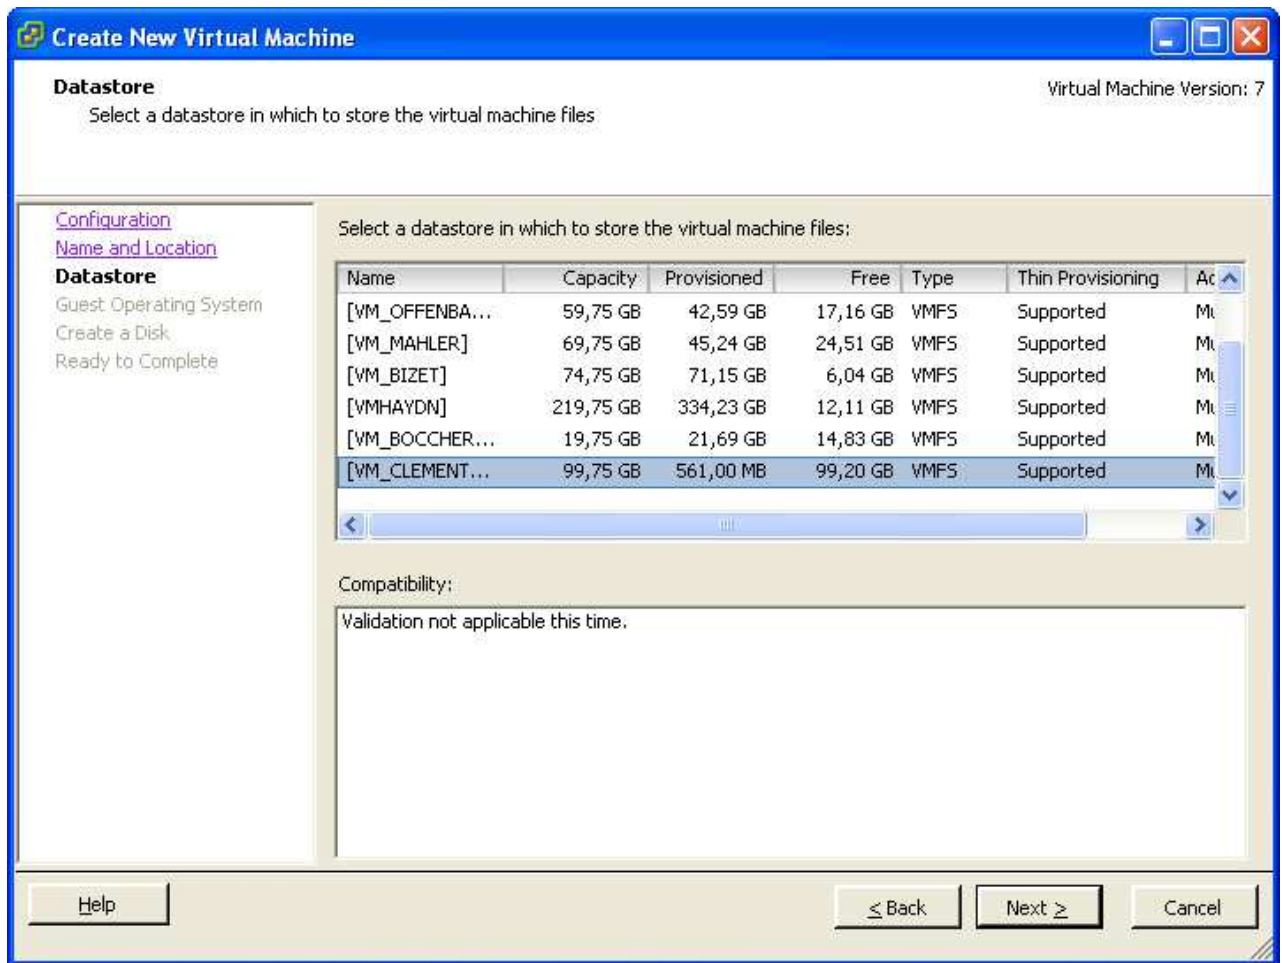 Create New Virtual Machine
Datastore
Virtual Machine Version: 7
Select a datastore in which to store the virtual machine files
Configuration
Name and Location
Datastore
Guest Operating System
Create a Disk
Ready to Complete
Select a datastore in which to store the virtual machine files:
Name Capacity Provisioned Free Type Thin Provisioning
[VM_OFFENBA... 59,75 GB 42,59 GB 17,16 GB VMFS Supported
[VM_MAHLER] 69,75 GB 45,24 GB 24,51 GB VMFS Supported
[VM_BIZET] 74,75 GB 71,15 GB 6,04 GB VMFS Supported
[VMHAYDN] 219,75 GB 334,23 GB 12,11 GB VMFS Supported
[VM_BOCCHER... 19,75 GB 21,69 GB 14,83 GB VMFS Supported
[VM_CLEMENT... 99,75 GB 561,00 MB 99,20 GB VMFS Supported
Compatibility:
Validation not applicable this time.
Help
< Back
Next >
Cancel